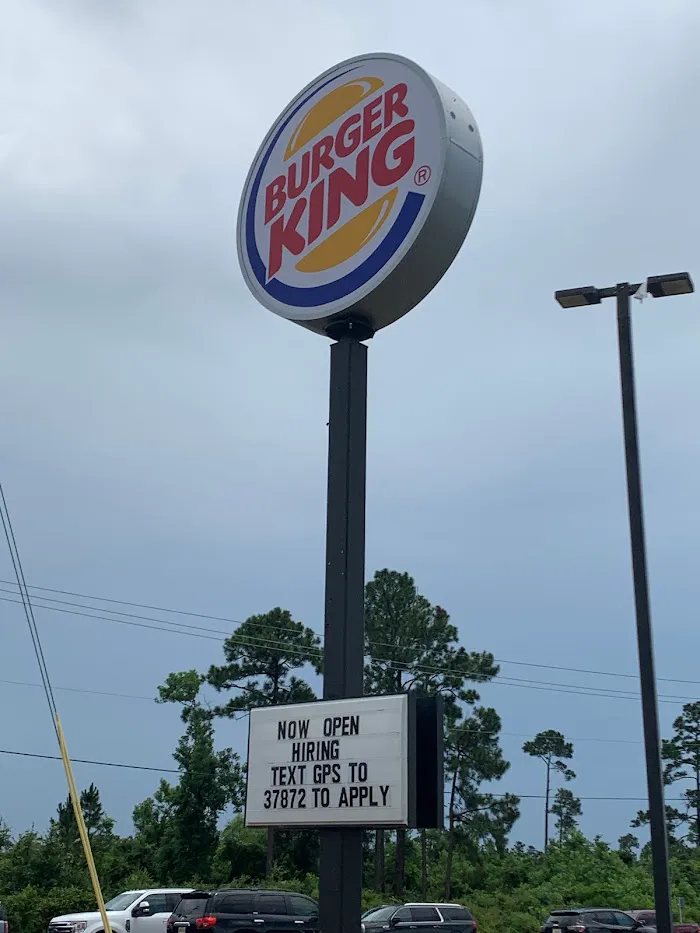 BURGER
KING®
NOW OPEN
HIRING
TEXT GPS TO
37872 TO APPLY